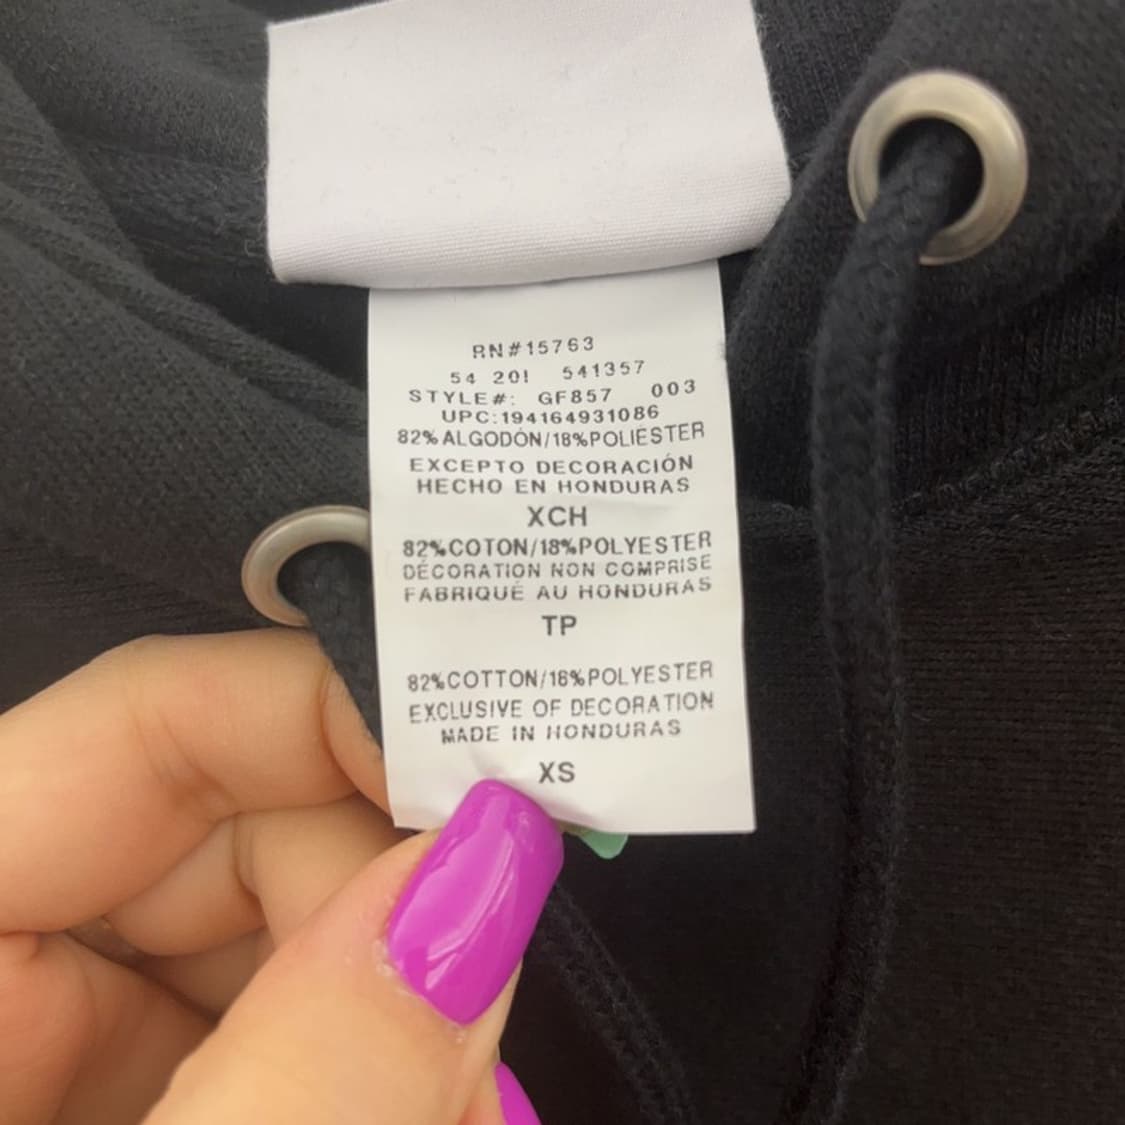 RN#15763
54 20! 541357
STYLE#: GF857 003
UPC:194164931086
82%ALGODÓN/18%POLIÉSTER
EXCEPTO DECORACIÓN
HECHO EN HONDURAS
XCH
82%COTON/18%POLYESTER
DÉCORATION NON COMPRISE
FABRIQUÉ AU HONDURAS
TP
82%COTTON/18%POLYESTER
EXCLUSIVE OF DECORATION
MADE IN HONDURAS
XS